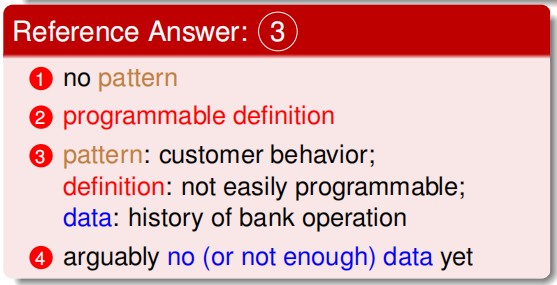 Reference Answer: 3
1 no pattern
2 programmable definition
3 pattern: customer behavior;
definition: not easily programmable;
data: history of bank operation
4 arguably no (or not enough) data yet